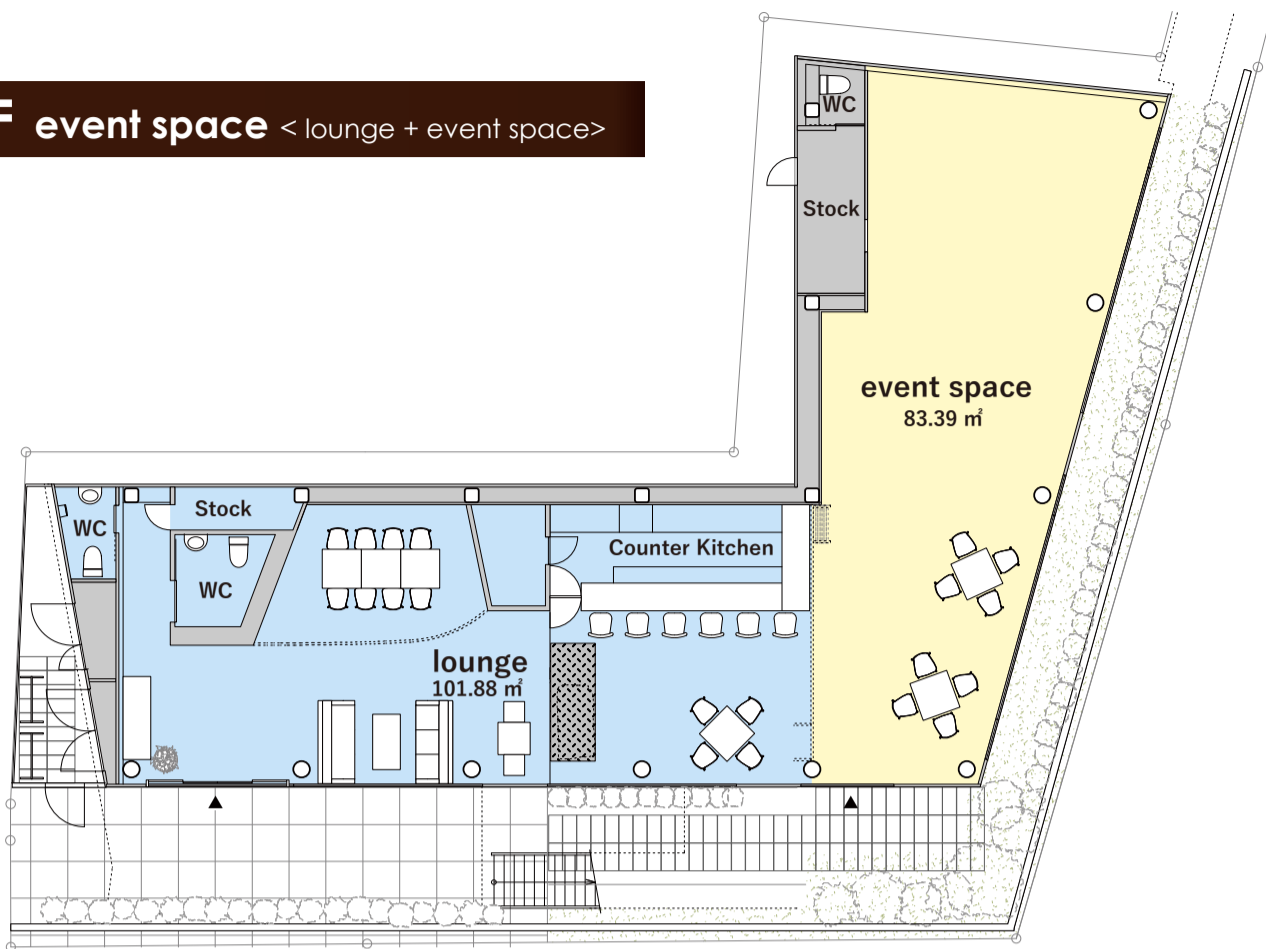 event space < lounge + event space>
WC
Stock
event space
83.39 ㎡
Stock
WC
Counter Kitchen
WC
lounge
101.88 ㎡